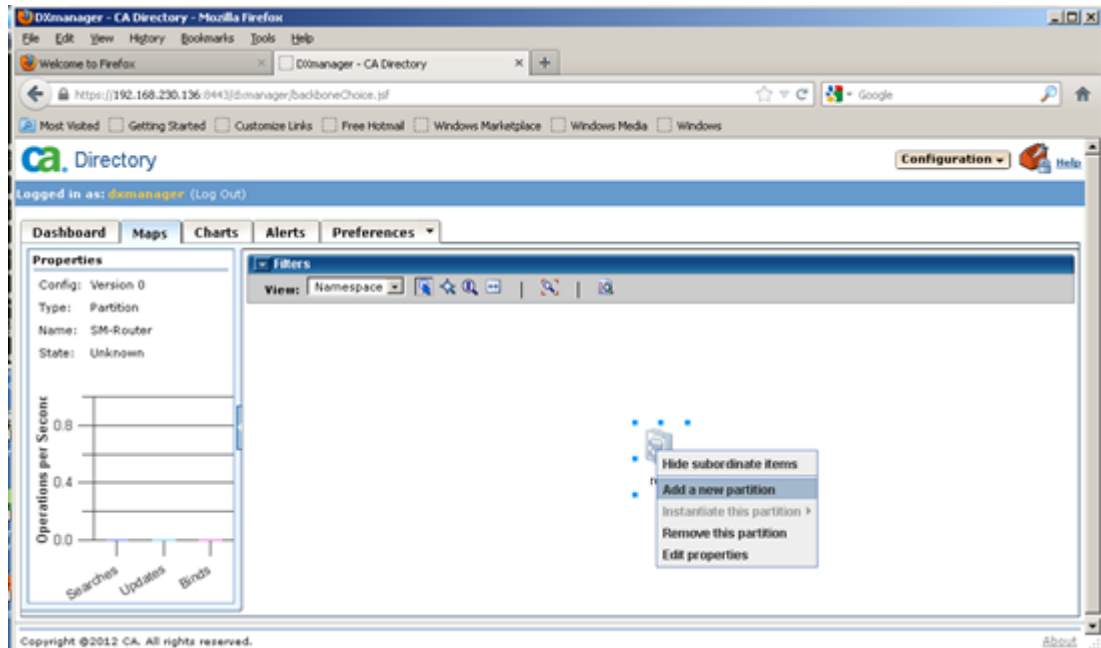 DXmanager - CA Directory - Mozilla Firefox
File Edit View History Bookmarks Tools Help
Welcome to Firefox × DXmanager - CA Directory × +
https://192.168.230.136:8443/dxmanager/backboneChoice.jsf Google
Most Visited Getting Started Customize Links Free Hotmail Windows Marketplace Windows Media Windows
ca. Directory Configuration Help
Logged in as: dxmanager (Log Out)
Dashboard Maps Charts Alerts Preferences
Properties Filters
Config: Version 0 View: Namespace
Type: Partition
Name: SM-Router
State: Unknown
Operations per Second
0.8
0.4
0.0
Searches Updates Binds
Hide subordinate items
Add a new partition
Instantiate this partition
Remove this partition
Edit properties
Copyright ©2012 CA. All rights reserved. About